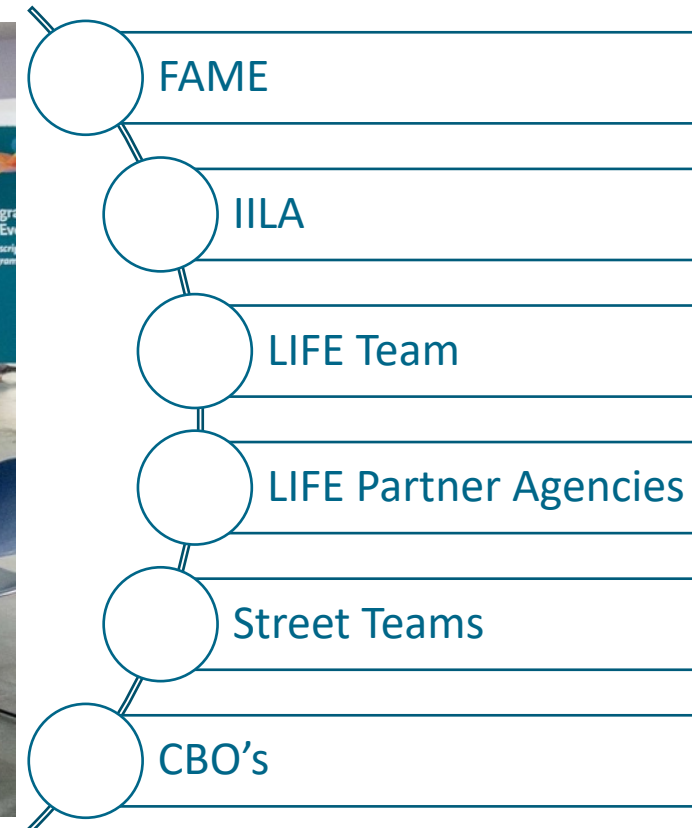 FAME
IILA
LIFE Team
LIFE Partner Agencies
Street Teams
CBO's